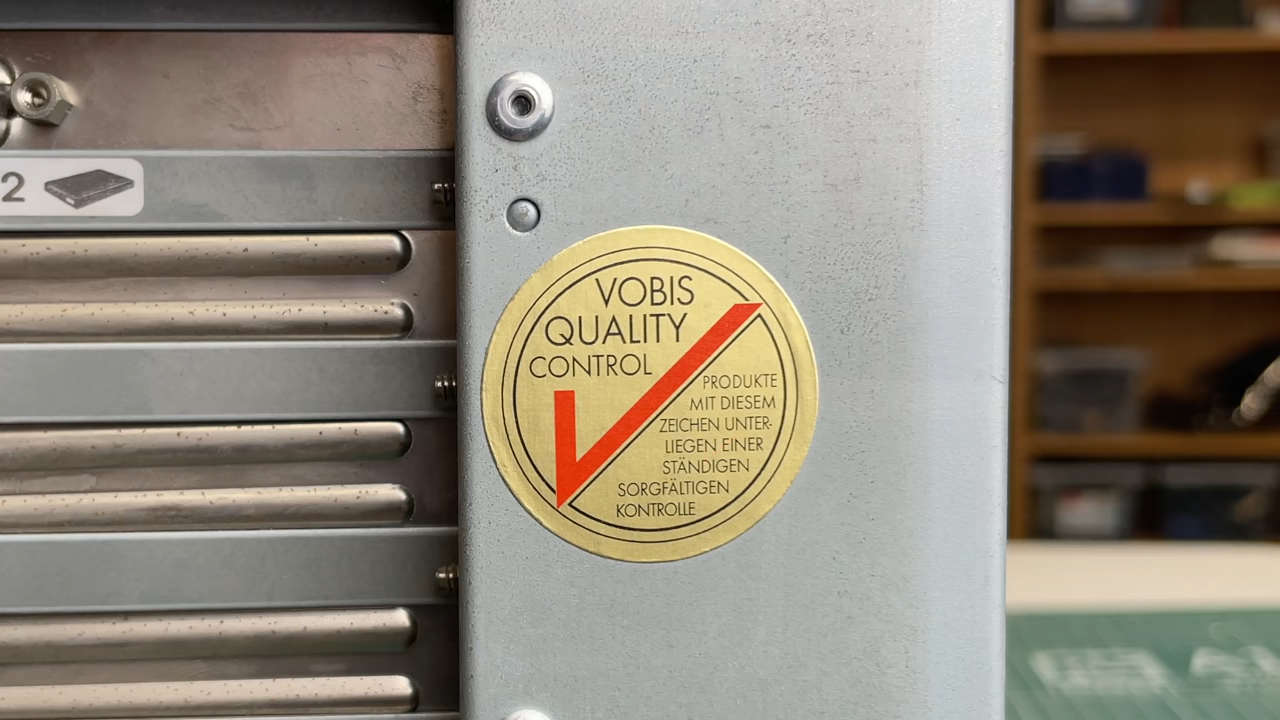 2
VOBIS
QUALITY
CONTROL
PRODUKTE
MIT DIESEM
ZEICHEN UNTER-
LIEGEN EINER
STÄNDIGEN
SORGFÄLTIGEN
KONTROLLE